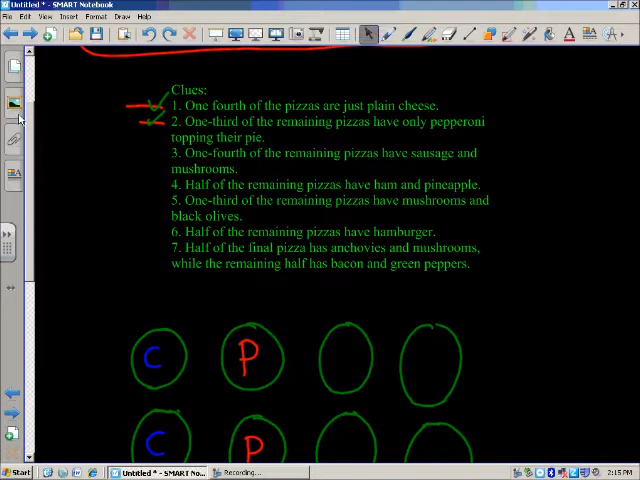 Untitled * - SMART Notebook
File Edit View Insert Format Draw Help
Clues:
1. One fourth of the pizzas are just plain cheese.
2. One-third of the remaining pizzas have only pepperoni
topping their pie.
3. One-fourth of the remaining pizzas have sausage and
mushrooms.
4. Half of the remaining pizzas have ham and pineapple.
5. One-third of the remaining pizzas have mushrooms and
black olives.
6. Half of the remaining pizzas have hamburger.
7. Half of the final pizza has anchovies and mushrooms,
while the remaining half has bacon and green peppers.
C P
C P
Start Untitled * - SMART No... Recording... 2:15 PM